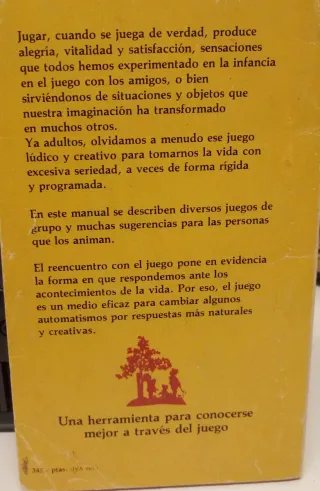 Jugar, cuando se juega de verdad, produce
alegría, vitalidad y satisfacción, sensaciones
que todos hemos experimentado en la infancia
en el juego con los amigos, o bien
sirviéndonos de situaciones y objetos que
nuestra imaginación ha transformado
en muchos otros.
Ya adultos, olvidamos a menudo ese juego
lúdico y creativo para tomarnos la vida con
excesiva seriedad, a veces de forma rígida
y programada.
En este manual se describen diversos juegos de
grupo y muchas sugerencias para las personas
que los animan.
El reencuentro con el juego pone en evidencia
la forma en que respondemos ante los
acontecimientos de la vida. Por eso, el juego
es un medio eficaz para cambiar algunos
automatismos por respuestas más naturales
y creativas.
Una herramienta para conocerse
mejor a través del juego